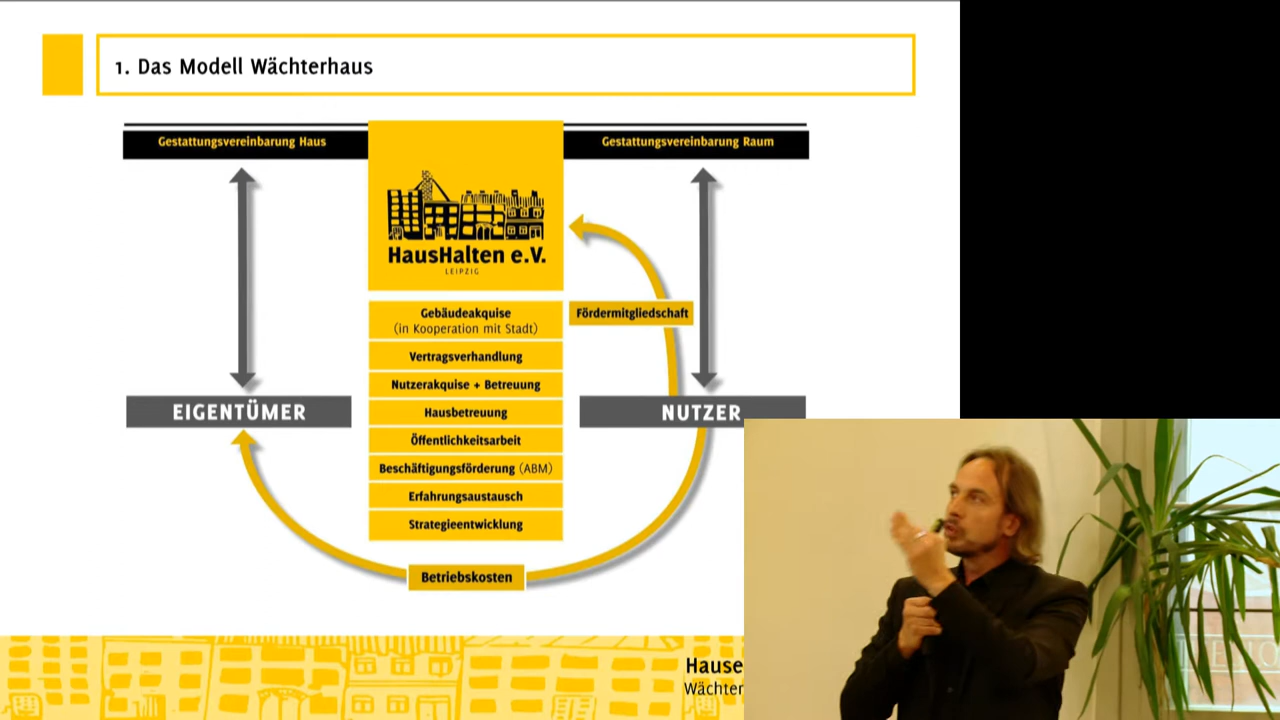 1. Das Modell Wächterhaus
Gestattungsvereinbarung Haus
Gestattungsvereinbarung Raum
HausHalten e.V.
LEIPZIG
Gebäudeakquise
(in Kooperation mit Stadt)
Fördermitgliedschaft
Vertragsverhandlung
Nutzerakquise + Betreuung
EIGENTÜMER
Hausbetreuung
NUTZER
Öffentlichkeitsarbeit
Beschäftigungsförderung (ABM)
Erfahrungsaustausch
Strategieentwicklung
Betriebskosten
Hause
Wächter